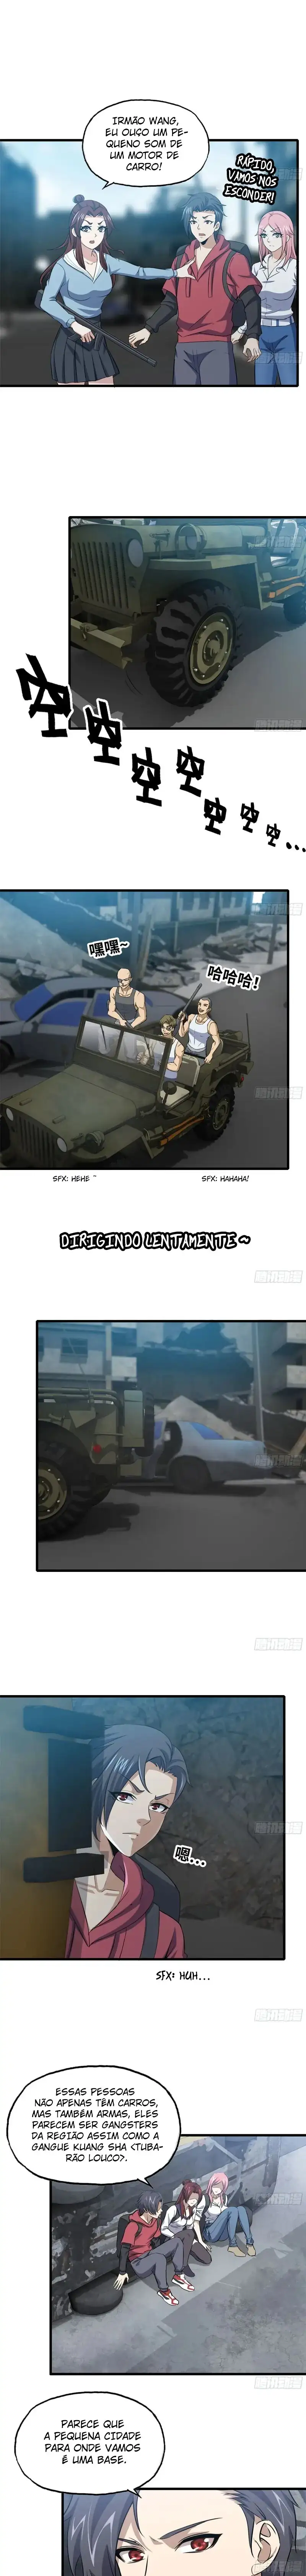 IRMÃO WANG,
EU OUÇO UM PE-
QUENO SOM DE
UM MOTOR DE
CARRO!
RÁPIDO,
VAMOS NOS
ESCONDER!
空空空空空空空...
嘿嘿~
哈哈哈!
SFX: HEHE ~
SFX: HAHAHA!
DIRIGINDO LENTAMENTE ~
嗯...
SFX: HUH...
ESSAS PESSOAS
NÃO APENAS TÊM CARROS,
MAS TAMBÉM ARMAS, ELES
PARECEM SER GANGSTERS
DA REGIÃO ASSIM COMO A
GANGUE KUANG SHA <TUBA-
RÃO LOUCO>.
PARECE QUE
A PEQUENA CIDADE
PARA ONDE VAMOS
É UMA BASE.